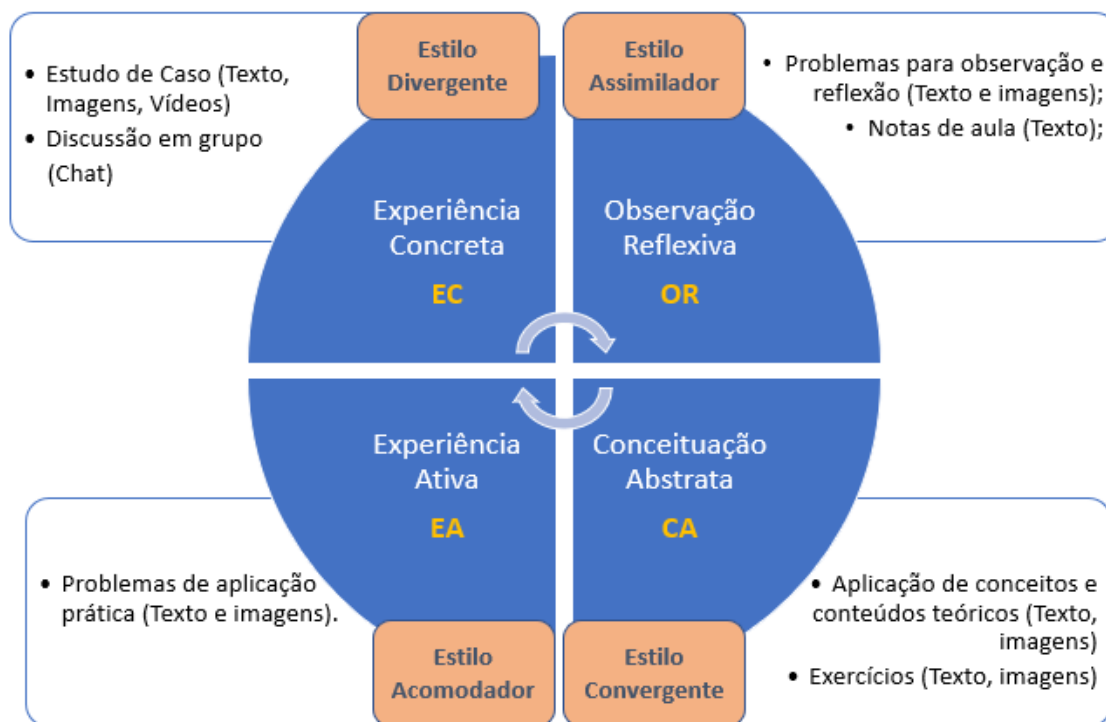 Estilo
Divergente
Estilo
Assimilador
• Estudo de Caso (Texto,
Imagens, Vídeos)
• Discussão em grupo
(Chat)
• Problemas para observação e
reflexão (Texto e imagens);
• Notas de aula (Texto);
Experiência
Concreta
EC
Observação
Reflexiva
OR
Experiência
Ativa
EA
Conceituação
Abstrata
CA
• Problemas de aplicação
prática (Texto e imagens).
• Aplicação de conceitos e
conteúdos teóricos (Texto,
imagens)
• Exercícios (Texto, imagens)
Estilo
Acomodador
Estilo
Convergente